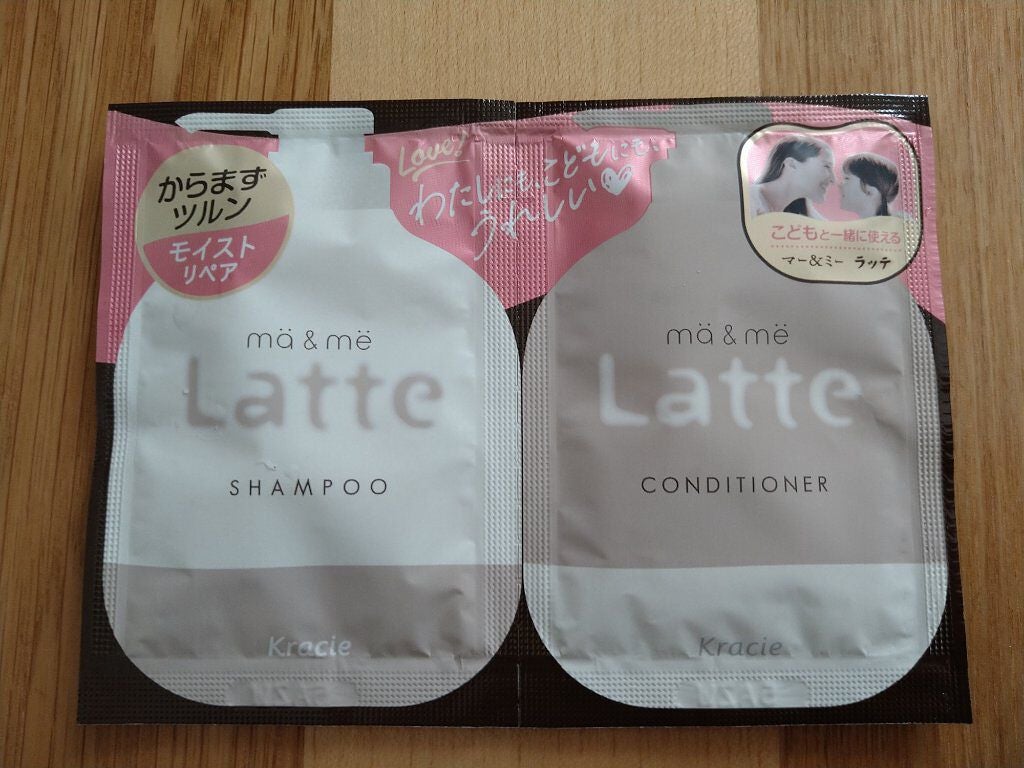 からまず
ツルン
モイスト
リペア
Love!
わたしにも、こどもにも、
うれしい
こどもと一緒に使える
マー&ミー ラッテ
mä & më
Latte
SHAMPOO
Kracie
mä & më
Latte
CONDITIONER
Kracie